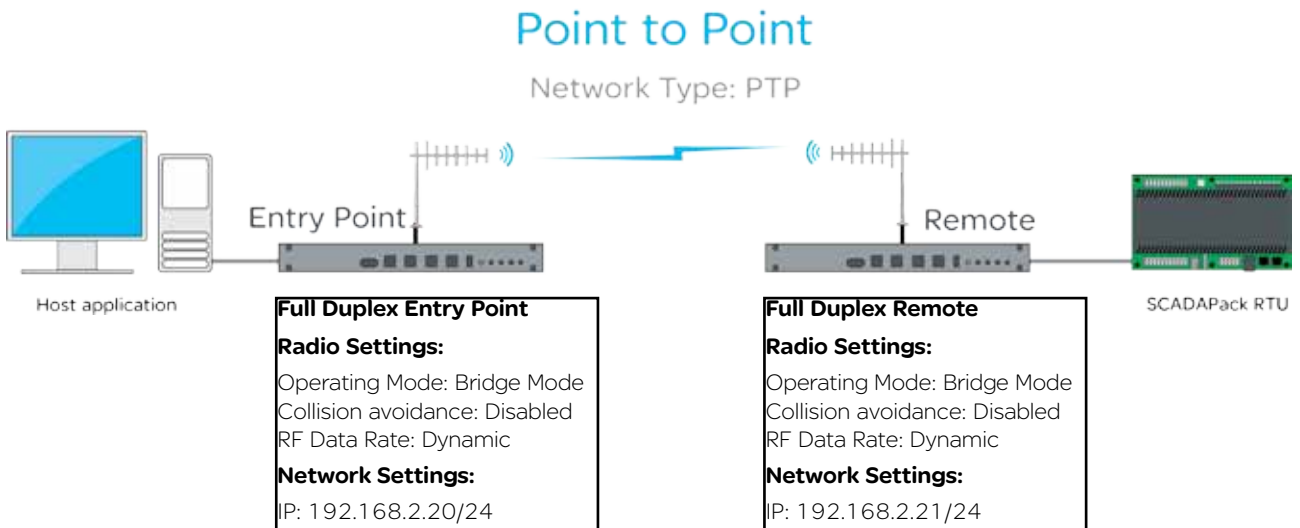 Point to Point
Network Type: PTP
Entry Point
Remote
Host application
SCADAPack RTU
Full Duplex Entry Point
Radio Settings:
Operating Mode: Bridge Mode
Collision avoidance: Disabled
RF Data Rate: Dynamic
Network Settings:
IP: 192.168.2.20/24
Full Duplex Remote
Radio Settings:
Operating Mode: Bridge Mode
Collision avoidance: Disabled
RF Data Rate: Dynamic
Network Settings:
IP: 192.168.2.21/24